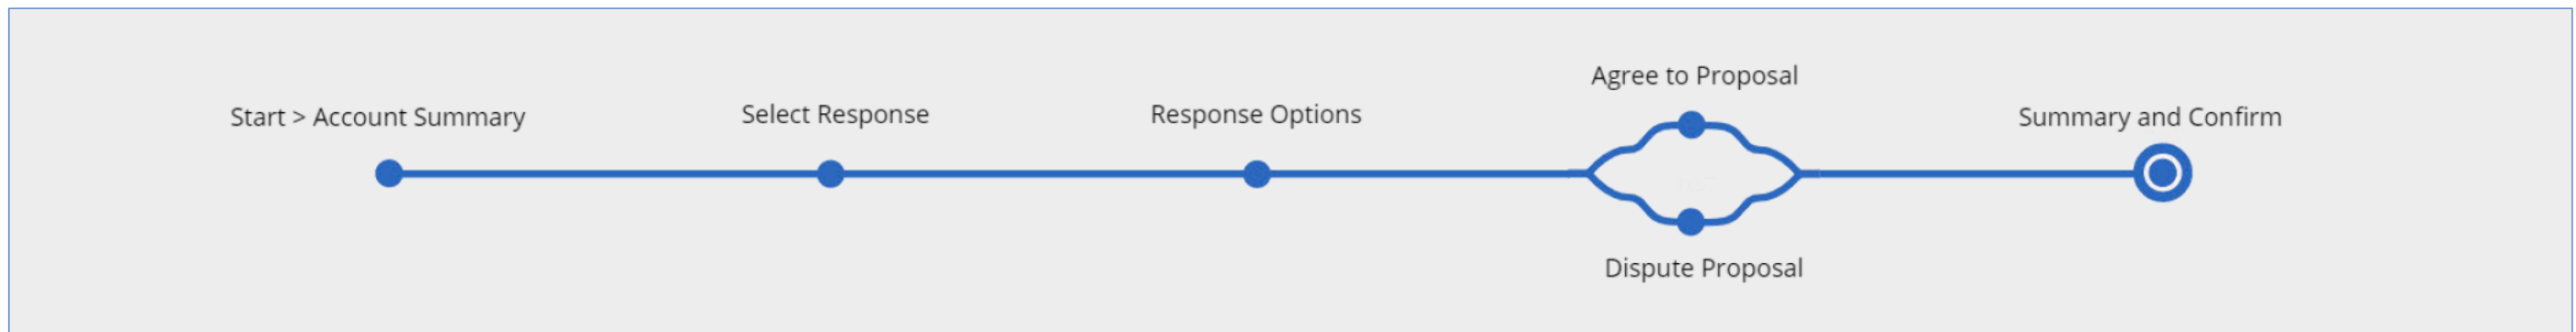 Start > Account Summary
Select Response
Response Options
Agree to Proposal
Dispute Proposal
Summary and Confirm